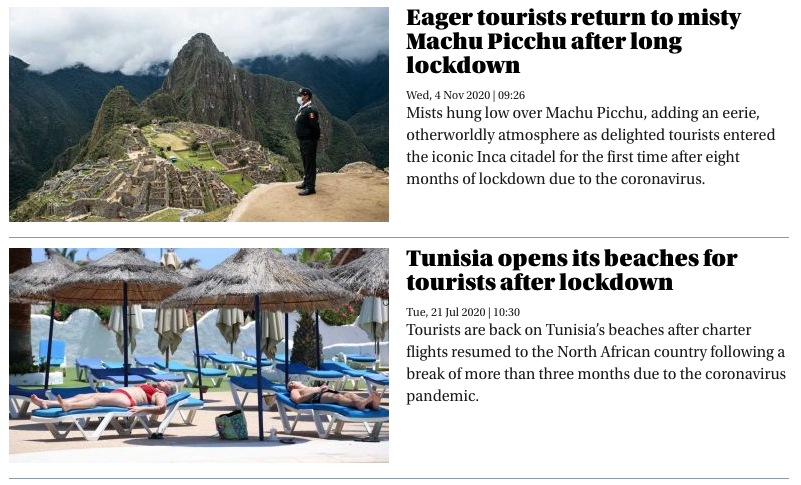 Eager tourists return to misty
Machu Picchu after long
lockdown
Wed, 4 Nov 2020 | 09:26
Mists hung low over Machu Picchu, adding an eerie,
otherworldly atmosphere as delighted tourists entered
the iconic Inca citadel for the first time after eight
months of lockdown due to the coronavirus.
Tunisia opens its beaches for
tourists after lockdown
Tue, 21 Jul 2020 | 10:30
Tourists are back on Tunisia’s beaches after charter
flights resumed to the North African country following a
break of more than three months due to the coronavirus
pandemic.